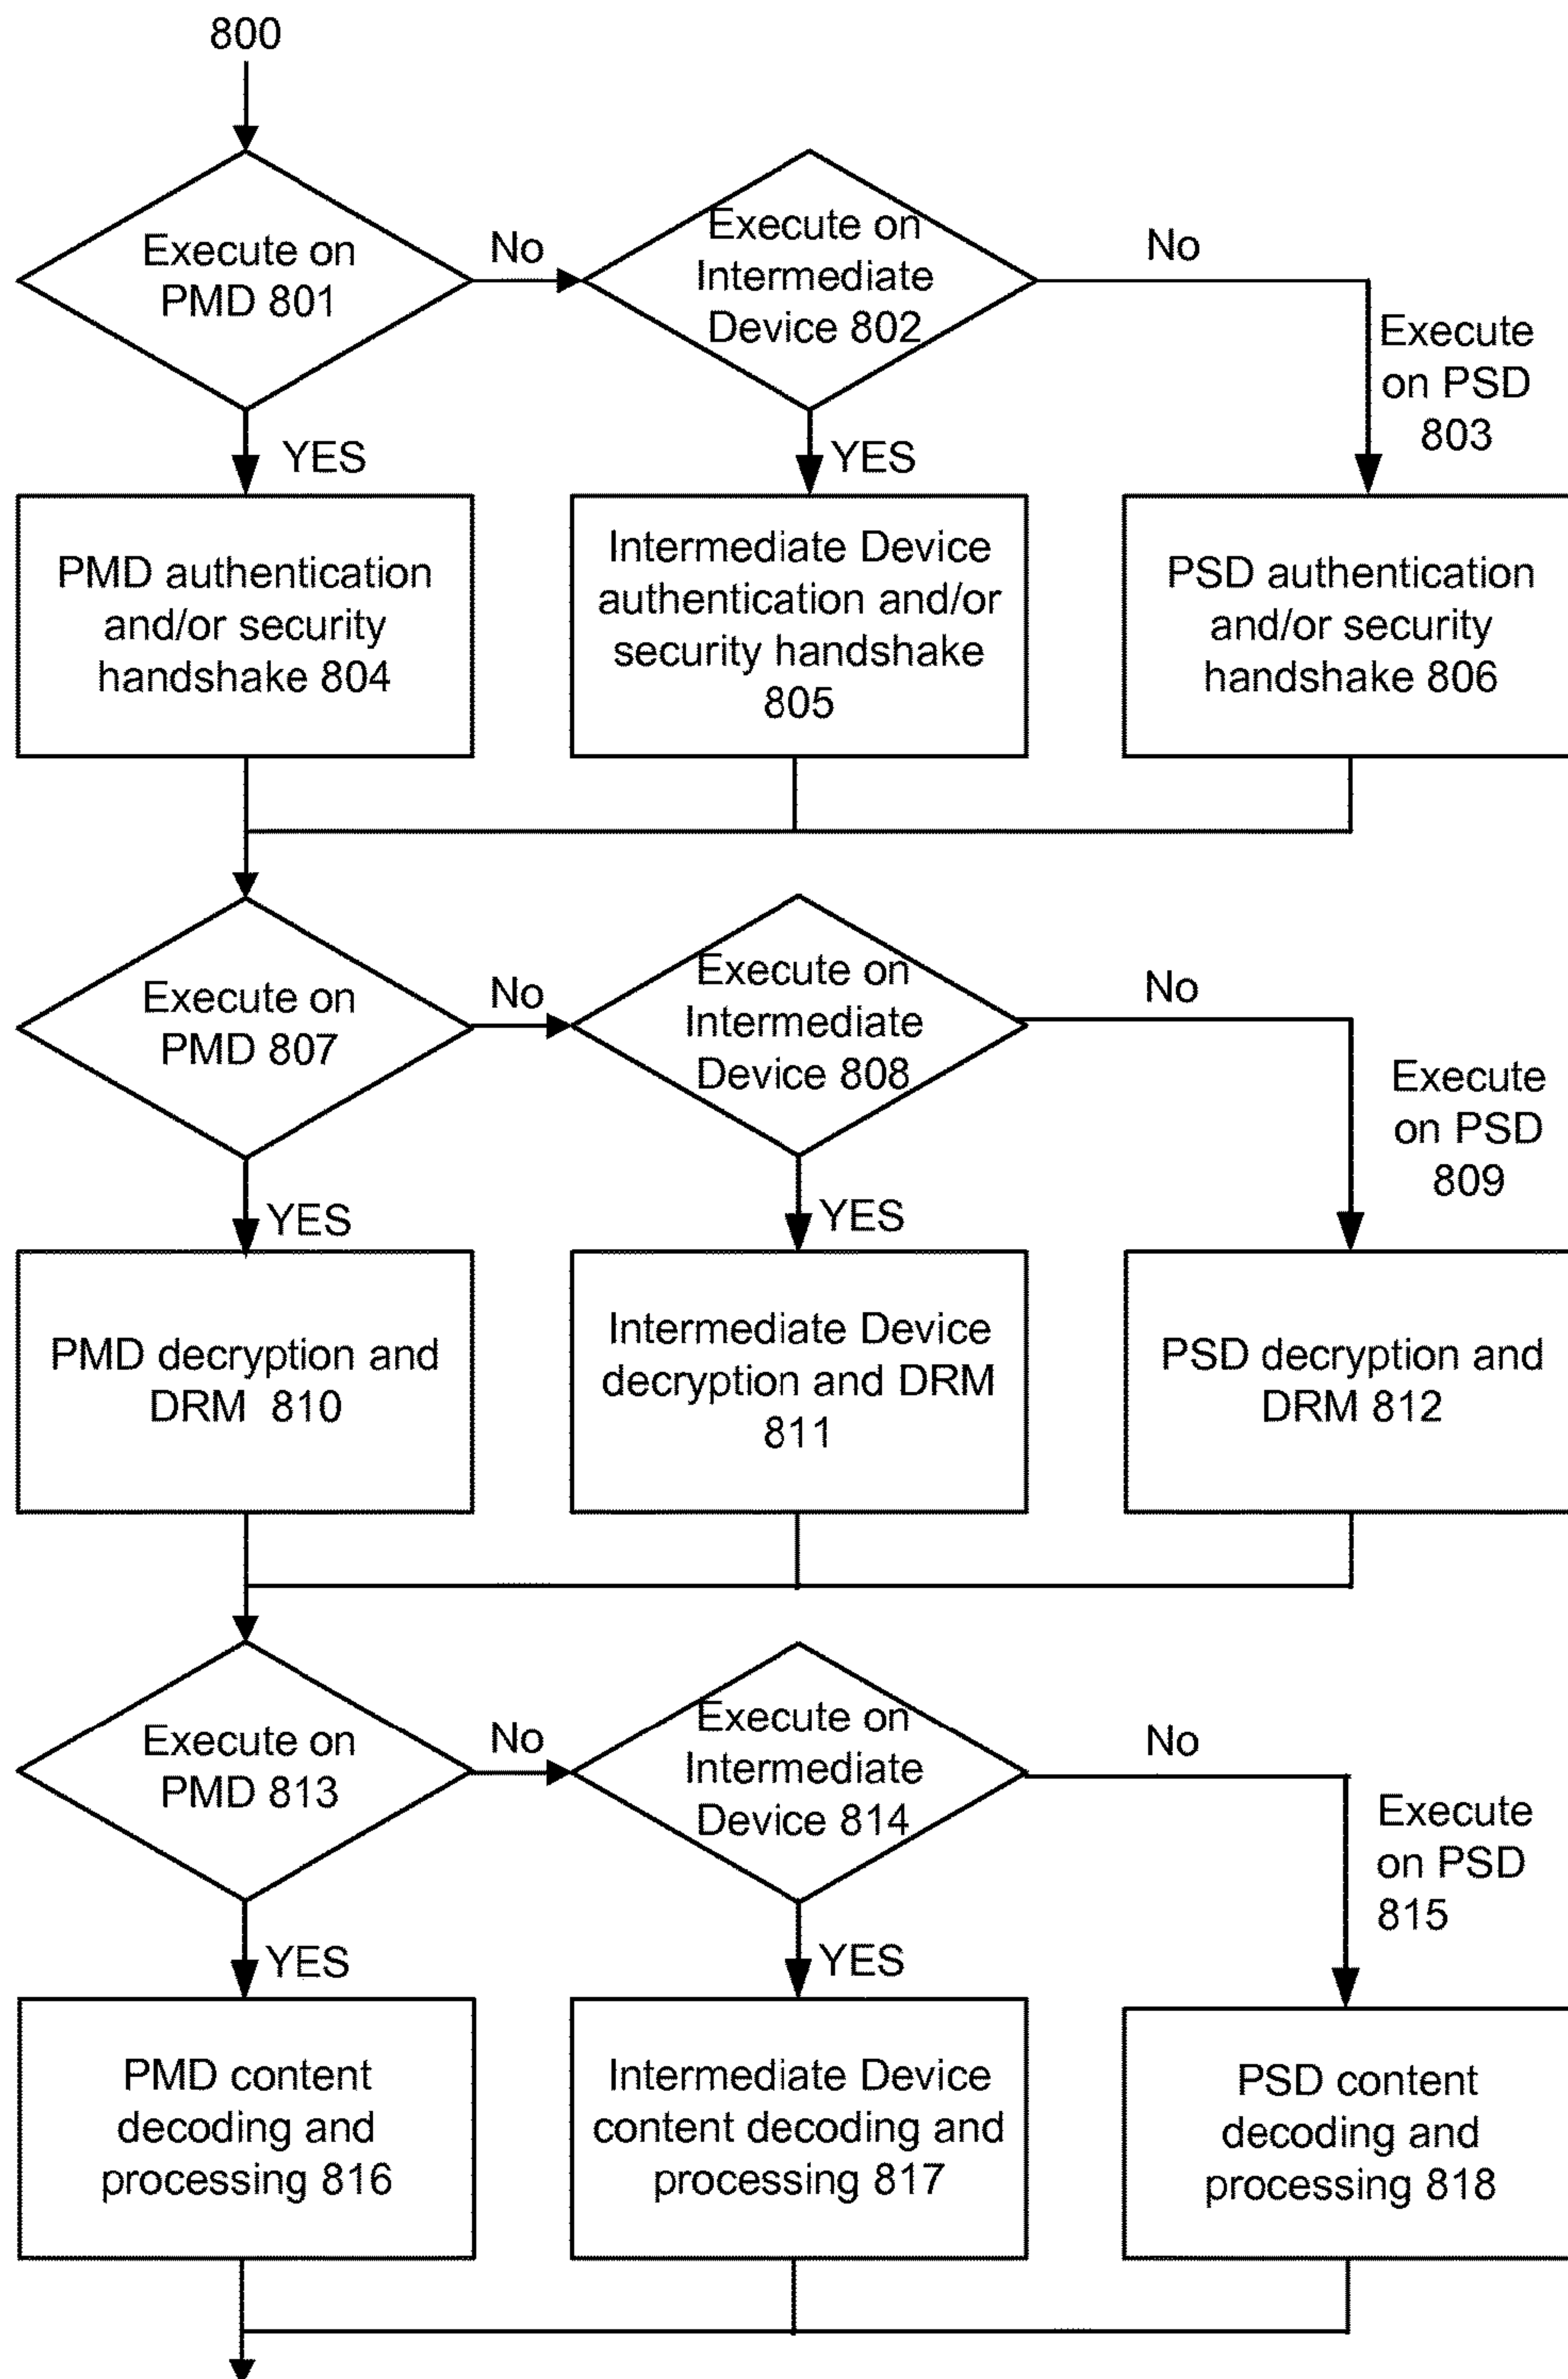 800
Execute on
PMD 801
No
Execute on
Intermediate
Device 802
No
Execute
on PSD
803
YES
YES
PMD authentication
and/or security
handshake 804
Intermediate Device
authentication and/or
security handshake
805
PSD authentication
and/or security
handshake 806
Execute on
PMD 807
No
Execute on
Intermediate
Device 808
No
Execute
on PSD
809
YES
YES
PMD decryption and
DRM 810
Intermediate Device
decryption and DRM
811
PSD decryption and
DRM 812
Execute on
PMD 813
No
Execute on
Intermediate
Device 814
No
Execute
on PSD
815
YES
YES
PMD content
decoding and
processing 816
Intermediate Device
content decoding and
processing 817
PSD content
decoding and
processing 818